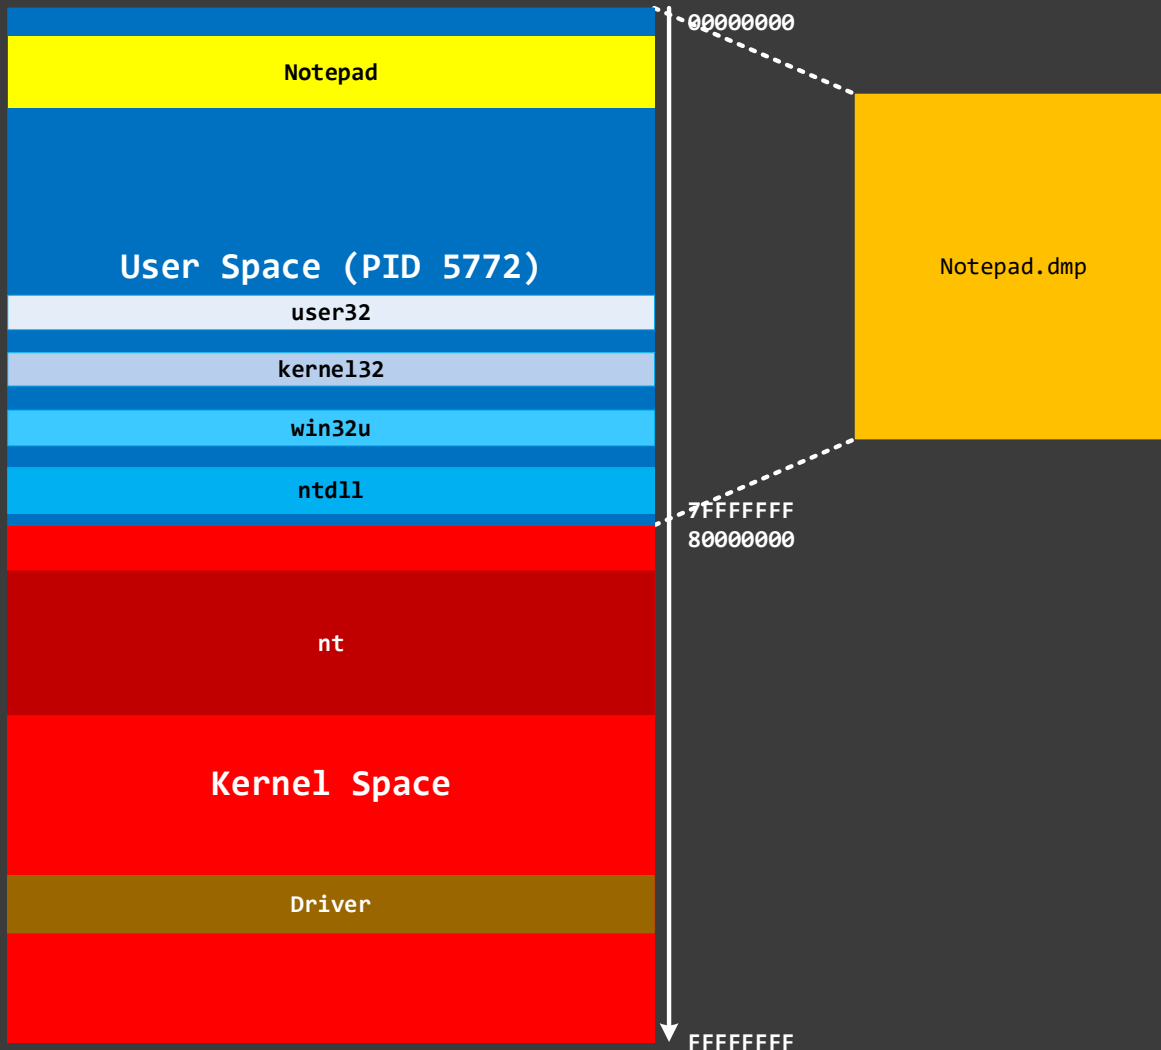 00000000
Notepad
Notepad.dmp
User Space (PID 5772)
user32
kernel32
win32u
ntdll
7FFFFFFF
80000000
nt
Kernel Space
Driver
FFFFFFFF